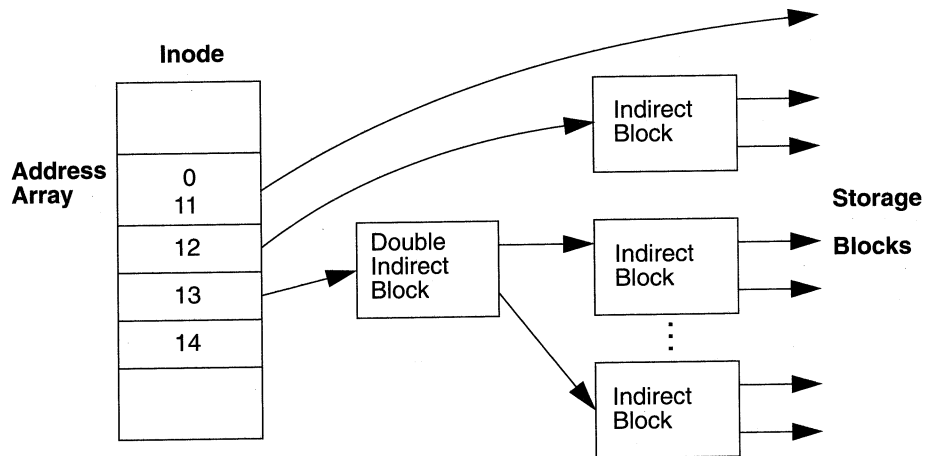 Inode
Address
Array
0
11
12
13
14
Double
Indirect
Block
Indirect
Block
Indirect
Block
Indirect
Block
Storage
Blocks